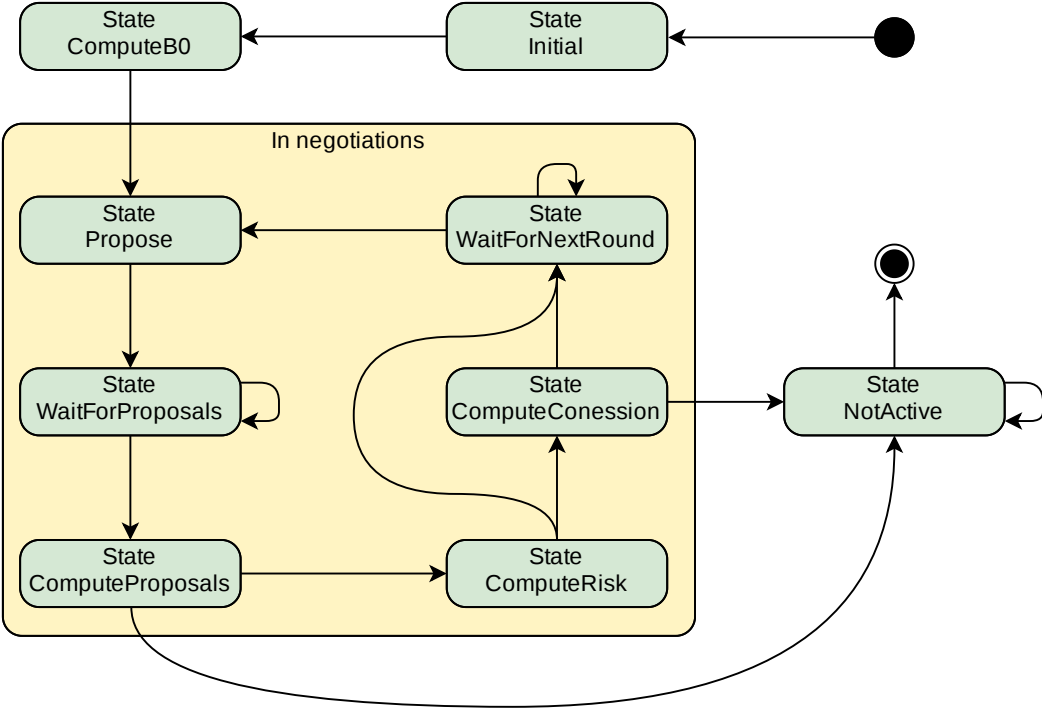 State
ComputeB0
State
Initial
In negotiations
State
Propose
State
WaitForNextRound
State
WaitForProposals
State
ComputeConession
State
NotActive
State
ComputeProposals
State
ComputeRisk